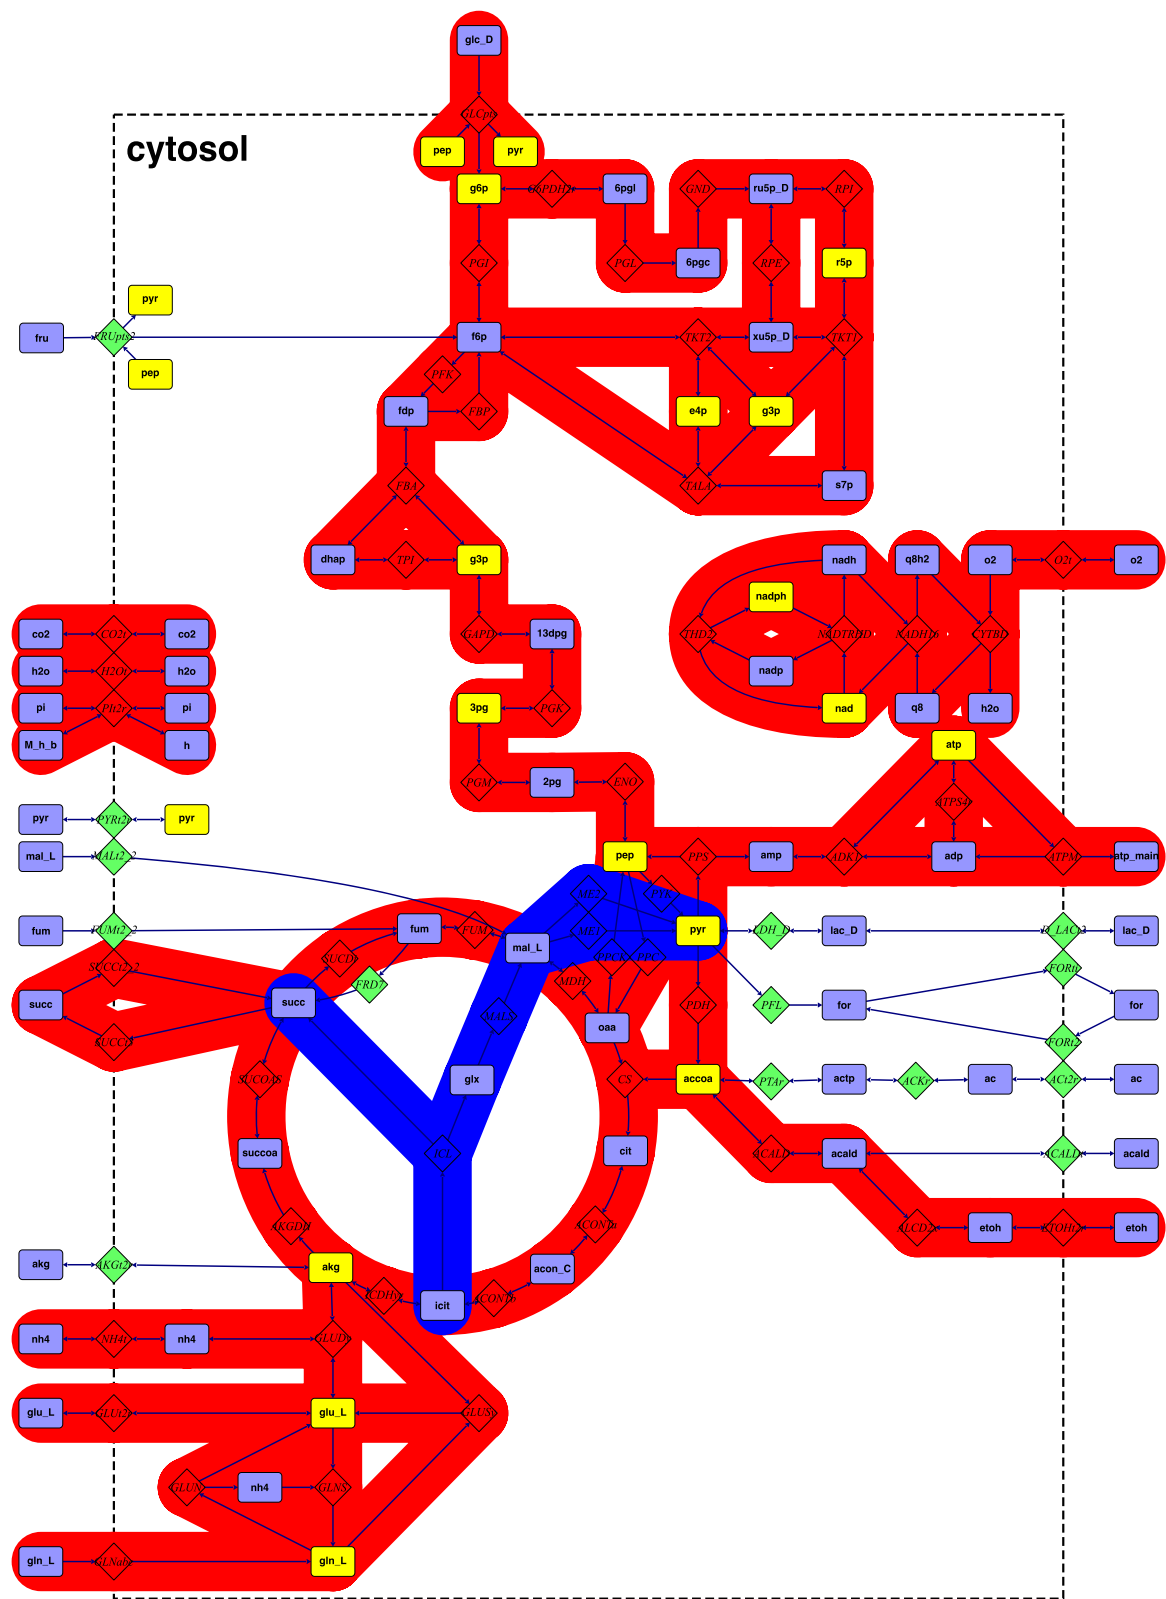 glc_D
GLCpts
cytosol
pep
pyr
g6p
G6PDH2r
6pgl
GND
ru5p_D
RPI
PGI
PGL
6pgc
RPE
r5p
pyr
fru
FRUpts2
f6p
TKT2
xu5p_D
TKT1
pep
PFK
fdp
FBP
e4p
g3p
FBA
TALA
s7p
dhap
TPI
g3p
nadh
q8h2
o2
O2t
o2
nadph
co2
CO2t
co2
GAPD
13dpg
THD2
NADTRHD
NADH16
CYTBD
h2o
H2Ot
h2o
nadp
pi
PIt2r
pi
3pg
PGK
nad
q8
h2o
M_h_b
h
atp
PGM
2pg
ENO
ATPS4r
pyr
PYRt2r
pyr
mal_L
MALt2_2
pep
PPS
amp
ADK1
adp
ATPM
atp_main
ME2
PYK
fum
FUMt2_2
fum
FUM
mal_L
ME1
pyr
LDH_D
lac_D
D_LACt2
lac_D
SUCCt2_2
SUCDi
PPCK
PPC
FORti
FRD7
MDH
succ
succ
PDH
PFL
for
for
MALS
oaa
SUCCt3
FORt2
SUCOAS
glx
CS
accoa
PTAr
actp
ACKr
ac
ACt2r
ac
succoa
ICL
cit
ACALD
acald
ACALDt
acald
AKGDH
ACONTa
ALCD2x
etoh
ETOHt2r
etoh
akg
AKGt2r
akg
acon_C
ICDHyr
icit
ACONTb
nh4
NH4t
nh4
GLUDy
glu_L
GLUt2r
glu_L
GLUSy
GLUN
nh4
GLNS
gln_L
GLNabc
gln_L